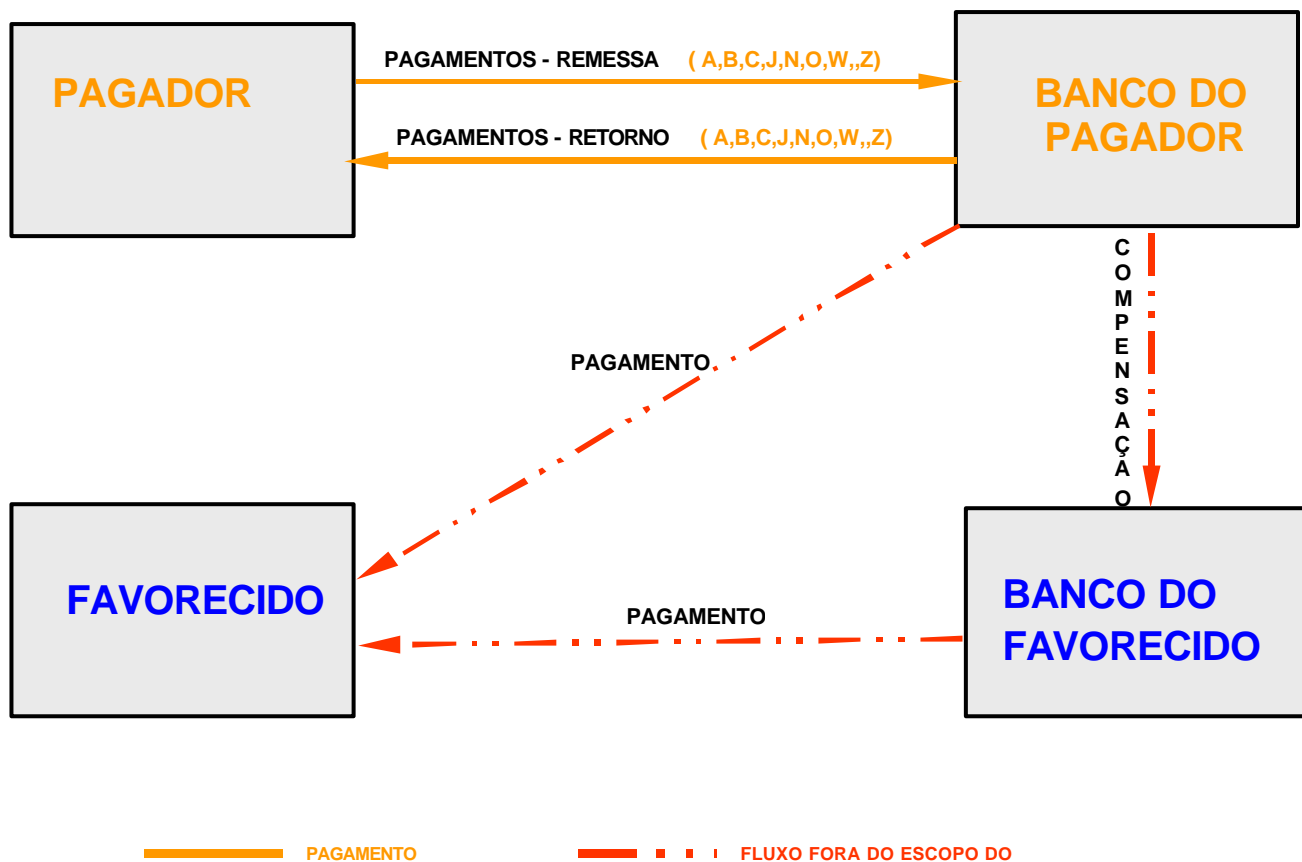 PAGAMENTOS - REMESSA ( A,B,C,J,N,O,W,,Z)
PAGADOR
BANCO DO
PAGADOR
PAGAMENTOS - RETORNO ( A,B,C,J,N,O,W,,Z)
COMPENSAÇAO
PAGAMENTO
FAVORECIDO
PAGAMENTO
BANCO DO
FAVORECIDO
PAGAMENTO
FLUXO FORA DO ESCOPO DO